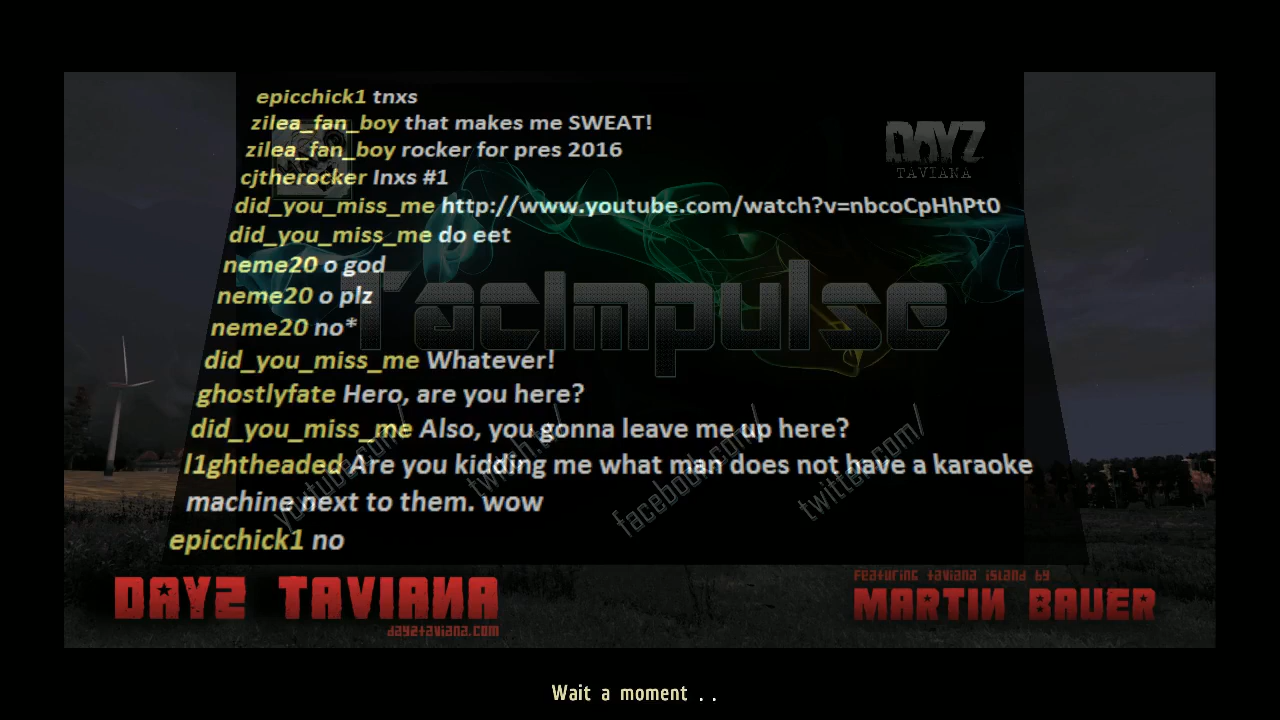 epicchick1 tnxs
zilea_fan_boy that makes me SWEAT!
zilea_fan_boy rocker for pres 2016
cjtherocker Inxs #1
did_you_miss_me http://www.youtube.com/watch?v=nbcoCpHhPt0
did_you_miss_me do eet
neme20 o god
neme20 o plz
neme20 no*
did_you_miss_me Whatever!
ghostlyfate Hero, are you here?
did_you_miss_me Also, you gonna leave me up here?
l1ghtheaded Are you kidding me what man does not have a karaoke
machine next to them. wow
epicchick1 no
DAYZ
TAVIANA
TacImpulse
youtube.com/
twitch.tv/
facebook.com/
twitter.com/
DAYZ TAVIANA
dayztaviana.com
Featuring taviana island by
MARTIN BAUER
Wait a moment . .